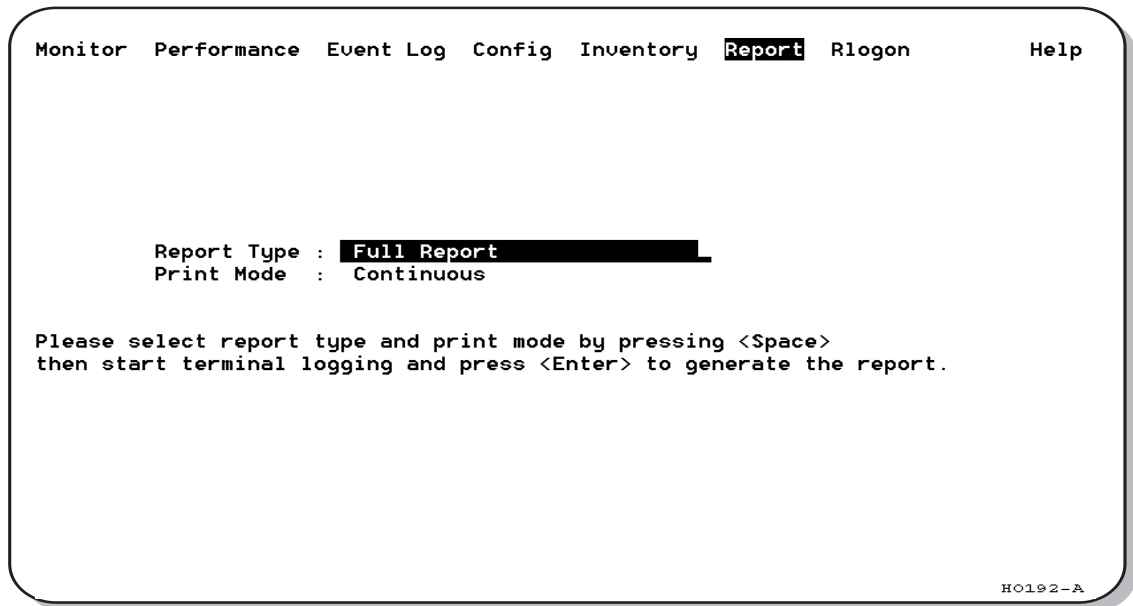 Monitor Performance Event Log Config Inventory Report Rlogon Help
Report Type : Full Report
Print Mode : Continuous
Please select report type and print mode by pressing <Space>
then start terminal logging and press <Enter> to generate the report.
HO192-A